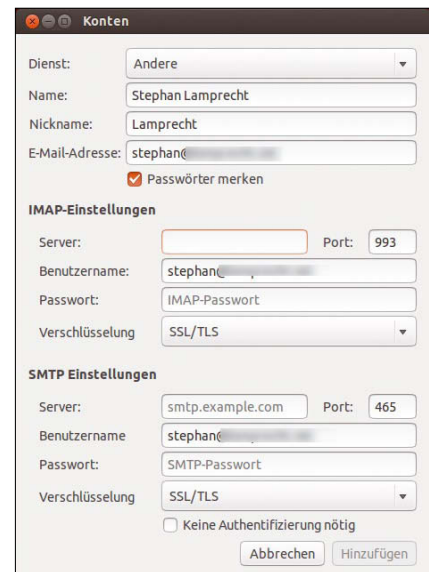 Konten
Dienst: Andere
Name: Stephan Lamprecht
Nickname: Lamprecht
E-Mail-Adresse: stephan@
Passwörter merken
IMAP-Einstellungen
Server: Port: 993
Benutzername: stephan@
Passwort: IMAP-Passwort
Verschlüsselung SSL/TLS
SMTP Einstellungen
Server: smtp.example.com Port: 465
Benutzername stephan@
Passwort: SMTP-Passwort
Verschlüsselung SSL/TLS
Keine Authentifizierung nötig
Abbrechen Hinzufügen